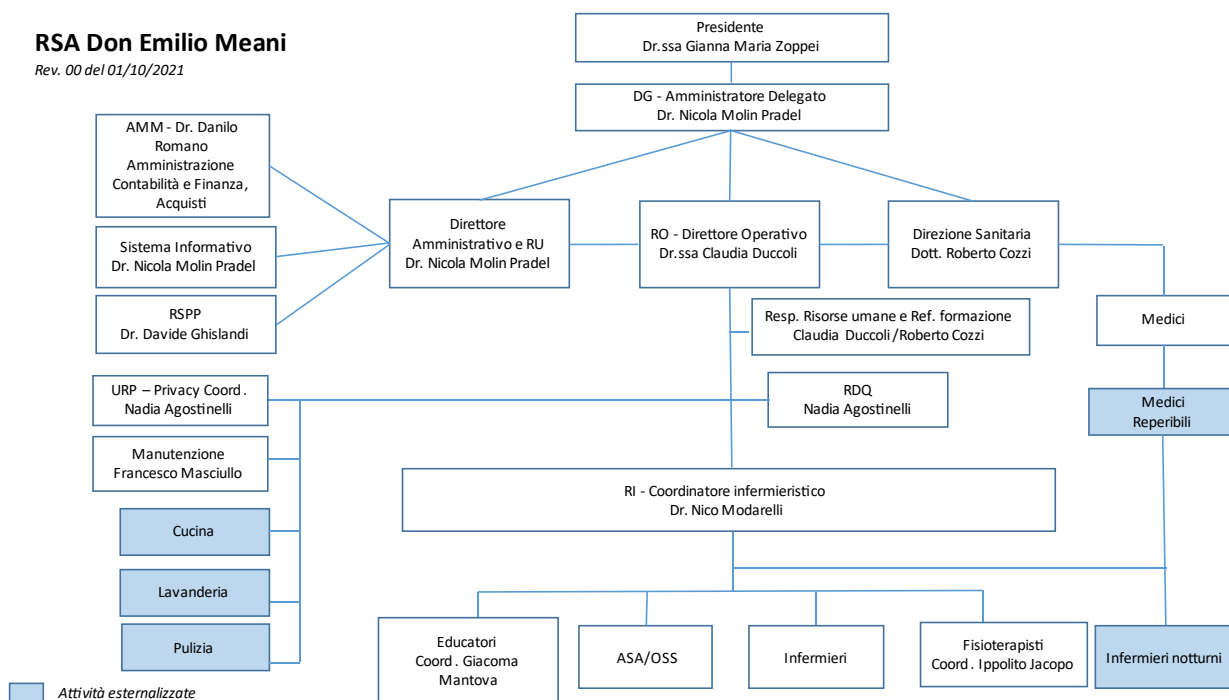 RSA Don Emilio Meani
Rev. 00 del 01/10/2021
Presidente
Dr.ssa Gianna Maria Zoppei
DG - Amministratore Delegato
Dr. Nicola Molin Pradel
AMM - Dr. Danilo
Romano
Amministrazione
Contabilità e Finanza,
Acquisti
Sistema Informativo
Dr. Nicola Molin Pradel
RSPP
Dr. Davide Ghislandi
Direttore
Amministrativo e RU
Dr. Nicola Molin Pradel
RO - Direttore Operativo
Dr.ssa Claudia Duccoli
Direzione Sanitaria
Dott. Roberto Cozzi
Resp. Risorse umane e Ref. formazione
Claudia Duccoli/Roberto Cozzi
Medici
URP – Privacy Coord.
Nadia Agostinelli
RDQ
Nadia Agostinelli
Medici
Reperibili
Manutenzione
Francesco Masciullo
RI - Coordinatore infermieristico
Dr. Nico Modarelli
Cucina
Lavanderia
Pulizia
Educatori
Coord. Giacoma
Mantova
ASA/OSS
Infermieri
Fisioterapisti
Coord. Ippolito Jacopo
Infermieri notturni
Attività esternalizzate